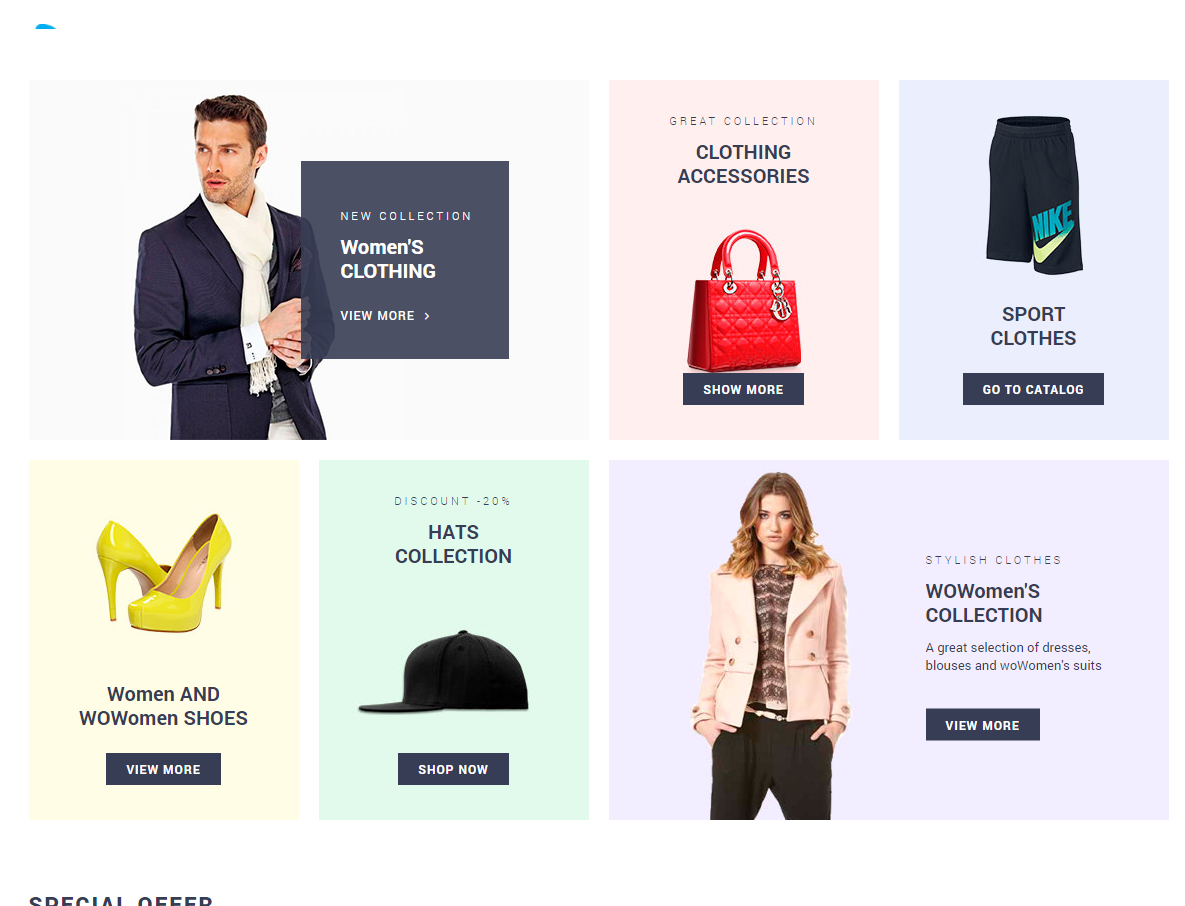 NEW COLLECTION
Women'S
CLOTHING
VIEW MORE
GREAT COLLECTION
CLOTHING
ACCESSORIES
SHOW MORE
NIKE
SPORT
CLOTHES
GO TO CATALOG
Women AND
WOWomen SHOES
VIEW MORE
DISCOUNT -20%
HATS
COLLECTION
SHOP NOW
STYLISH CLOTHES
WOWomen'S
COLLECTION
A great selection of dresses,
blouses and woWomen's suits
VIEW MORE
SPECIAL OFFER